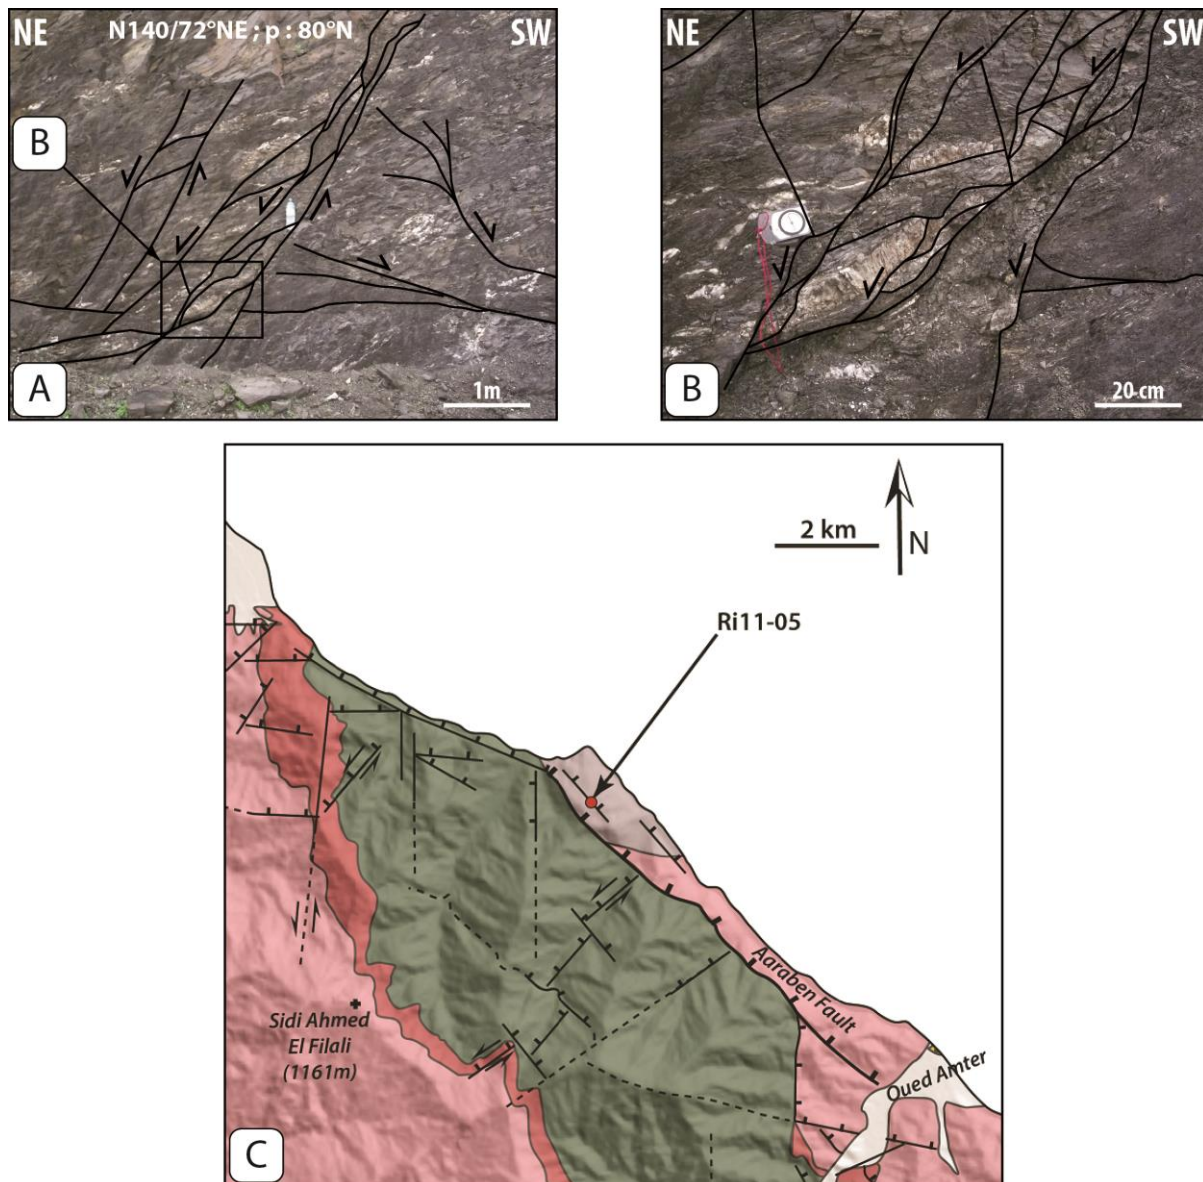 NE
N140/72°NE ; p : 80°N
SW
B
A
1m
NE
SW
B
20 cm
2 km
N
Ri11-05
Aaraben Fault
Sidi Ahmed
El Filali
(1161m)
Oued Amter
C